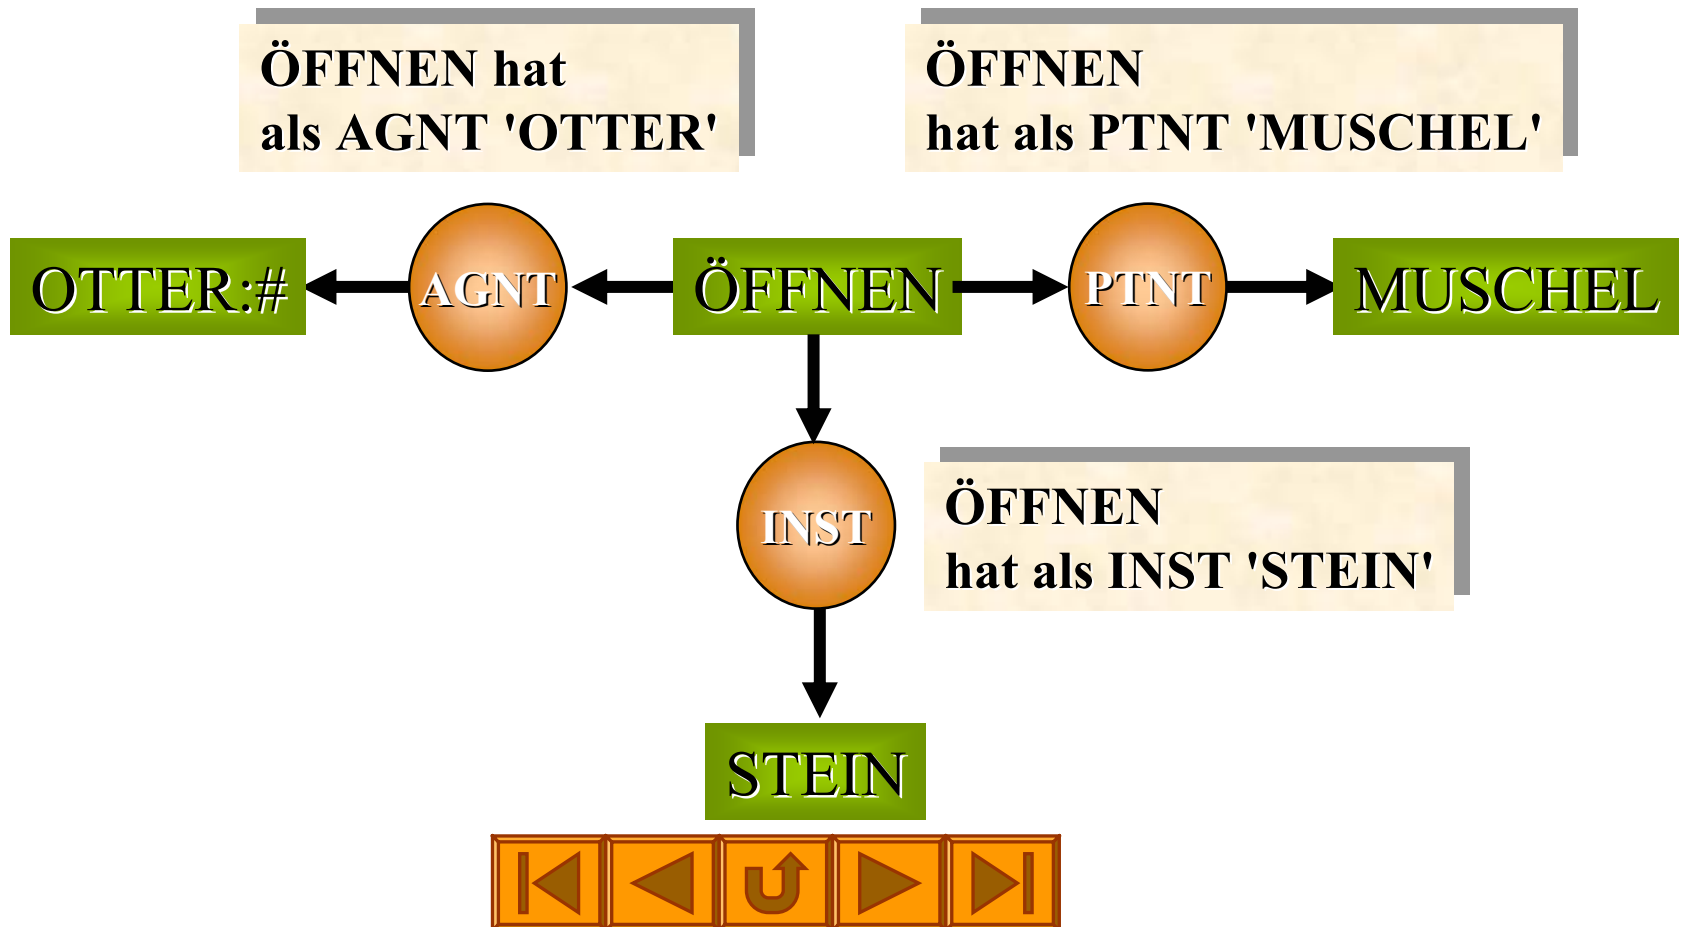 ÖFFNEN hat
als AGNT 'OTTER'
ÖFFNEN
hat als PTNT 'MUSCHEL'
OTTER:#
AGNT
ÖFFNEN
PTNT
MUSCHEL
INST
ÖFFNEN
hat als INST 'STEIN'
STEIN